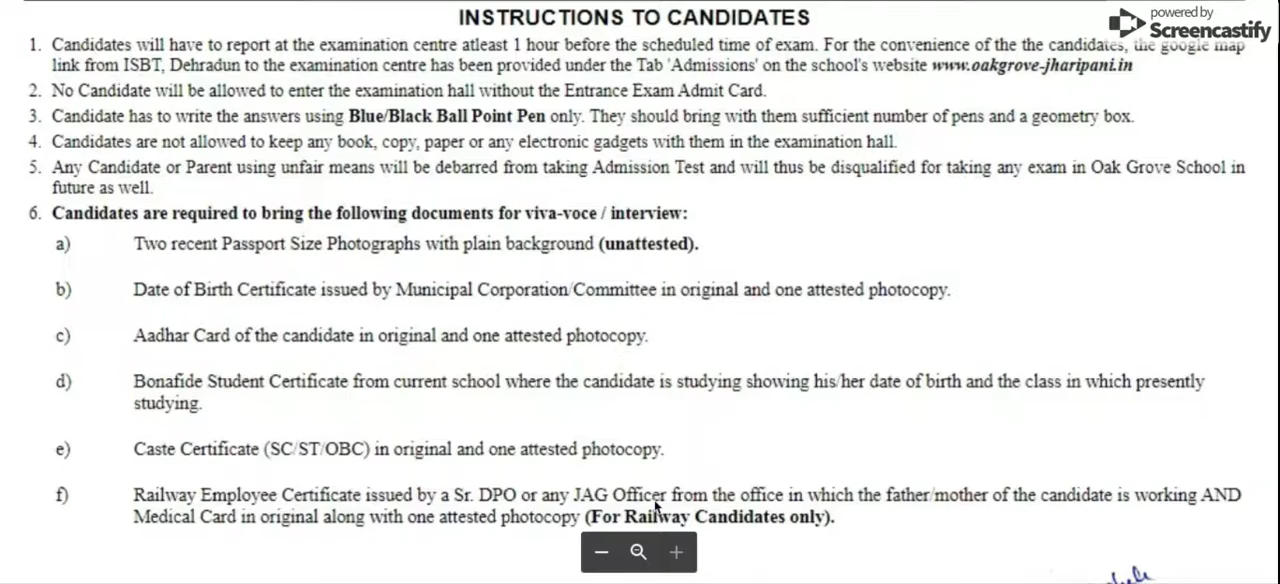 INSTRUCTIONS TO CANDIDATES
powered by
Screencastify
1. Candidates will have to report at the examination centre atleast 1 hour before the scheduled time of exam. For the convenience of the the candidates, the google map
link from ISBT, Dehradun to the examination centre has been provided under the Tab 'Admissions' on the school's website www.oakgrove-jharipani.in
2. No Candidate will be allowed to enter the examination hall without the Entrance Exam Admit Card.
3. Candidate has to write the answers using Blue/Black Ball Point Pen only. They should bring with them sufficient number of pens and a geometry box.
4. Candidates are not allowed to keep any book, copy, paper or any electronic gadgets with them in the examination hall.
5. Any Candidate or Parent using unfair means will be debarred from taking Admission Test and will thus be disqualified for taking any exam in Oak Grove School in
future as well.
6. Candidates are required to bring the following documents for viva-voce / interview:
a) Two recent Passport Size Photographs with plain background (unattested).
b) Date of Birth Certificate issued by Municipal Corporation/Committee in original and one attested photocopy.
c) Aadhar Card of the candidate in original and one attested photocopy.
d) Bonafide Student Certificate from current school where the candidate is studying showing his/her date of birth and the class in which presently
studying.
e) Caste Certificate (SC/ST/OBC) in original and one attested photocopy.
f) Railway Employee Certificate issued by a Sr. DPO or any JAG Officer from the office in which the father/mother of the candidate is working AND
Medical Card in original along with one attested photocopy (For Railway Candidates only).